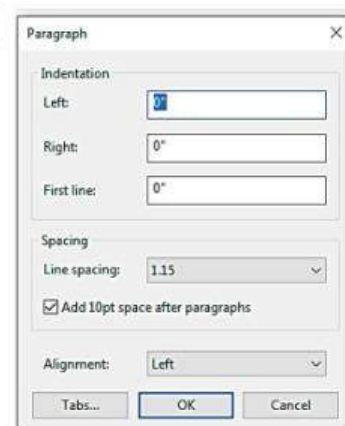 Paragraph
Indentation
Left: 0"
Right: 0"
First line: 0"
Spacing
Line spacing: 1.15
Add 10pt space after paragraphs
Alignment: Left
Tabs... OK Cancel